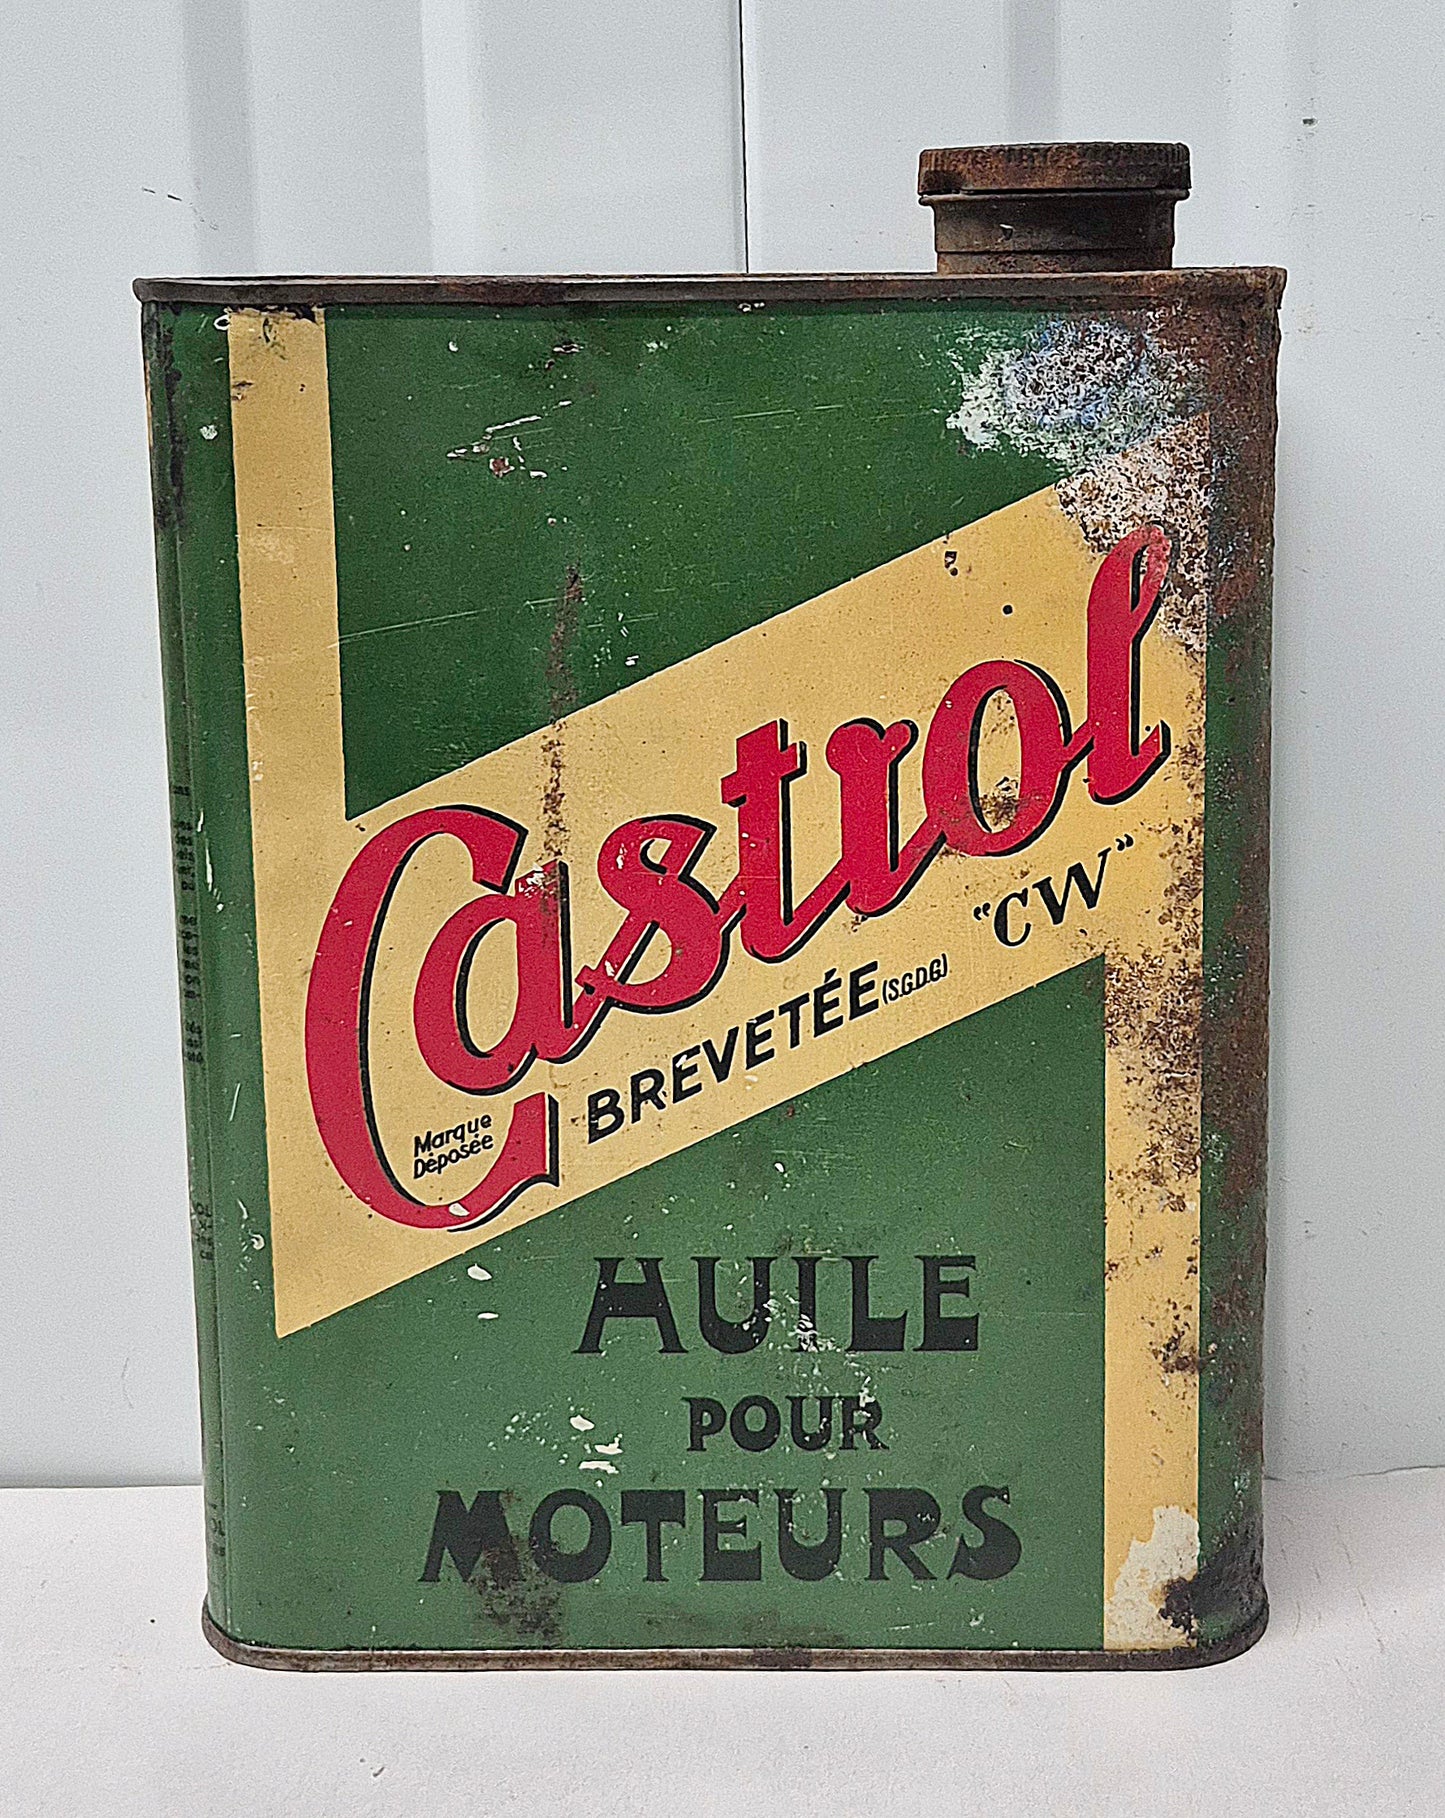 Castrol
"CW"
BREVETÉE (S.G.D.G.)
Marque
Déposée
HUILE
POUR
MOTEURS